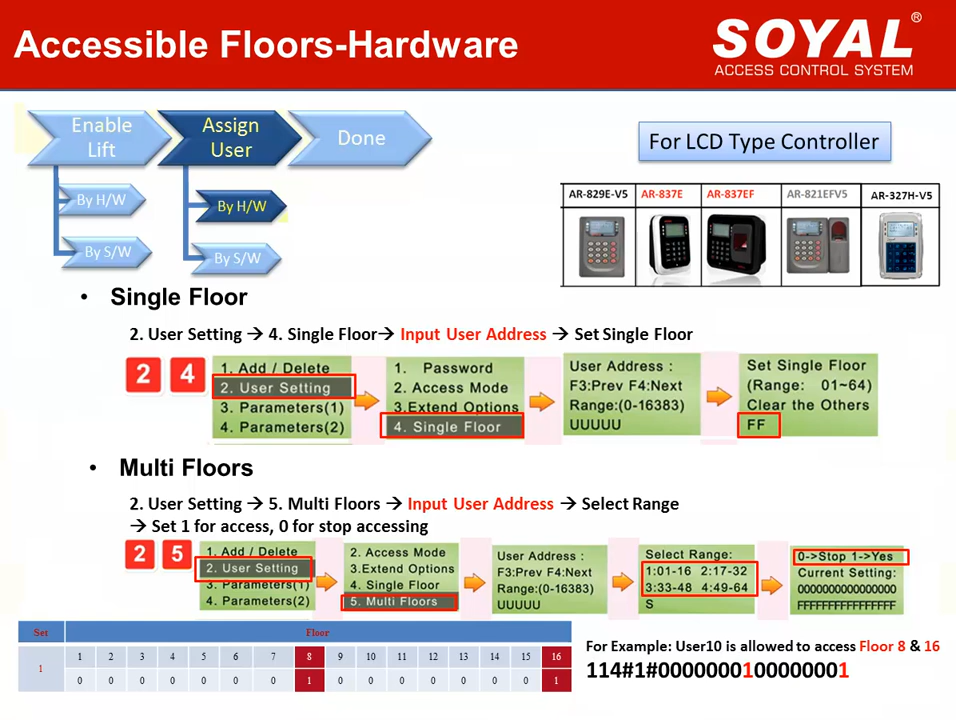 Accessible Floors-Hardware
SOYAL®
ACCESS CONTROL SYSTEM
Enable
Lift
Assign
User
Done
By H/W
By S/W
By H/W
By S/W
For LCD Type Controller
AR-829E-V5 AR-837E AR-837EF AR-821EFV5 AR-327H-V5
• Single Floor
2. User Setting → 4. Single Floor→ Input User Address → Set Single Floor
2 4
1. Add / Delete
2. User Setting
3. Parameters(1)
4. Parameters(2)
1. Password
2. Access Mode
3.Extend Options
4. Single Floor
User Address :
F3:Prev F4:Next
Range:(0-16383)
UUUUU
Set Single Floor
(Range: 01~64)
Clear the Others
FF
• Multi Floors
2. User Setting → 5. Multi Floors → Input User Address → Select Range
→ Set 1 for access, 0 for stop accessing
2 5
1. Add / Delete
2. User Setting
3. Parameters(1)
4. Parameters(2)
2. Access Mode
3.Extend Options
4. Single Floor
5. Multi Floors
User Address :
F3:Prev F4:Next
Range:(0-16383)
UUUUU
Select Range:
1:01-16 2:17-32
3:33-48 4:49-64
S
0->Stop 1->Yes
Current Setting:
0000000000000000
FFFFFFFFFFFFFFFF
Set Floor
1 2 3 4 5 6 7 8 9 10 11 12 13 14 15 16
1
0 0 0 0 0 0 0 1 0 0 0 0 0 0 0 1
For Example: User10 is allowed to access Floor 8 & 16
114#1#0000000100000001